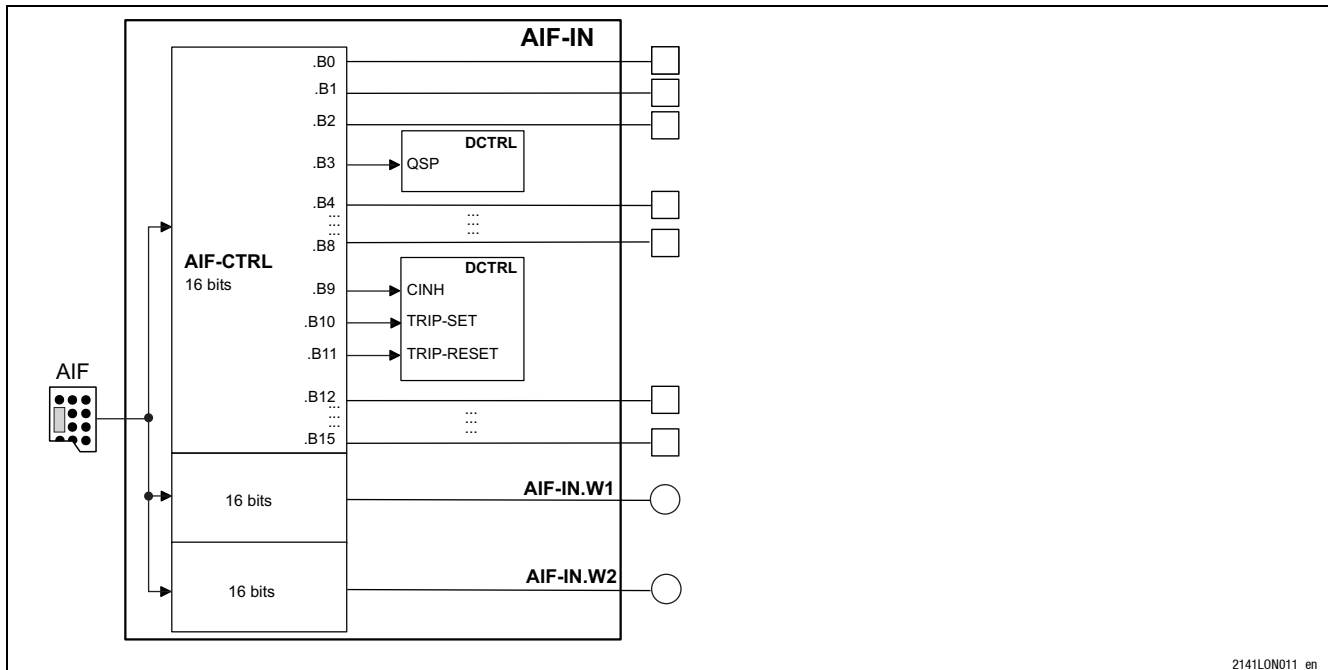 AIF-IN
.B0
.B1
.B2
DCTRL
.B3
QSP
.B4
...
...
...
...
...
...
.B8
DCTRL
AIF-CTRL
16 bits
.B9
CINH
.B10
TRIP-SET
.B11
TRIP-RESET
AIF
.B12
...
...
...
...
...
...
.B15
16 bits
AIF-IN.W1
16 bits
AIF-IN.W2
2141LON011 en